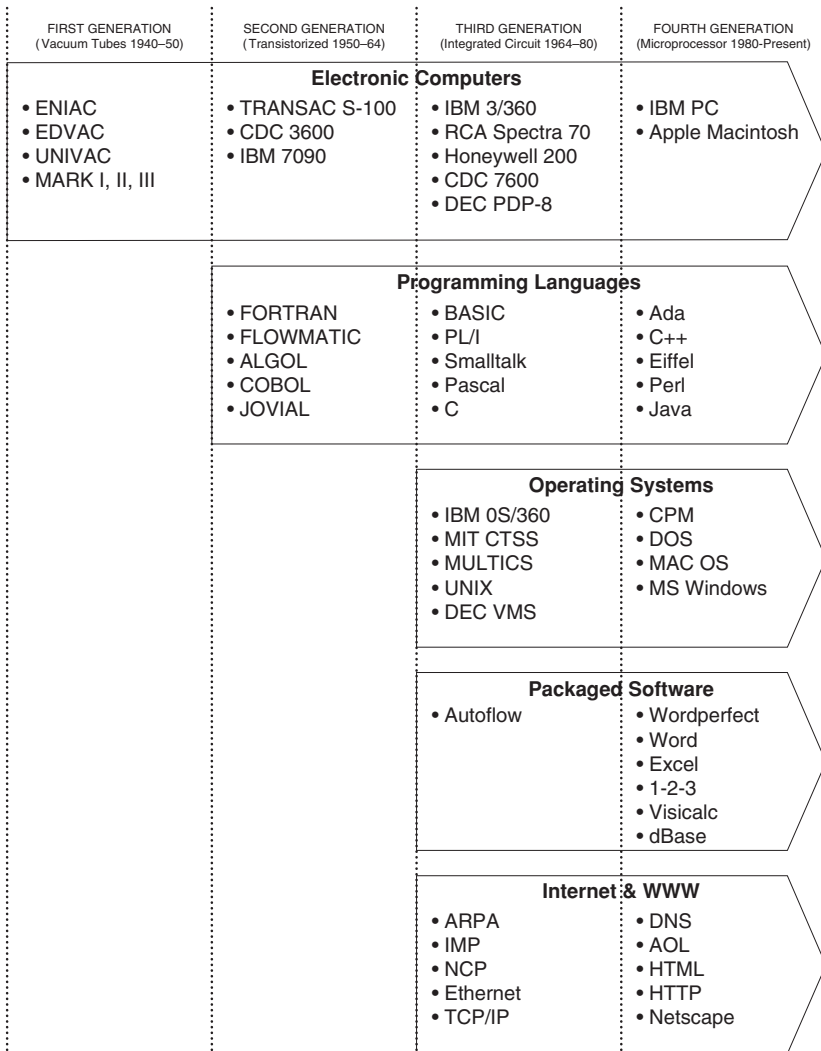 FIRST GENERATION
(Vacuum Tubes 1940–50)
SECOND GENERATION
(Transistorized 1950–64)
THIRD GENERATION
(Integrated Circuit 1964–80)
FOURTH GENERATION
(Microprocessor 1980-Present)
Electronic Computers
• ENIAC
• EDVAC
• UNIVAC
• MARK I, II, III
• TRANSAC S-100
• CDC 3600
• IBM 7090
• IBM 3/360
• RCA Spectra 70
• Honeywell 200
• CDC 7600
• DEC PDP-8
• IBM PC
• Apple Macintosh
Programming Languages
• FORTRAN
• FLOWMATIC
• ALGOL
• COBOL
• JOVIAL
• BASIC
• PL/I
• Smalltalk
• Pascal
• C
• Ada
• C++
• Eiffel
• Perl
• Java
Operating Systems
• IBM 0S/360
• MIT CTSS
• MULTICS
• UNIX
• DEC VMS
• CPM
• DOS
• MAC OS
• MS Windows
Packaged Software
• Autoflow
• Wordperfect
• Word
• Excel
• 1-2-3
• Visicalc
• dBase
Internet & WWW
• ARPA
• IMP
• NCP
• Ethernet
• TCP/IP
• DNS
• AOL
• HTML
• HTTP
• Netscape